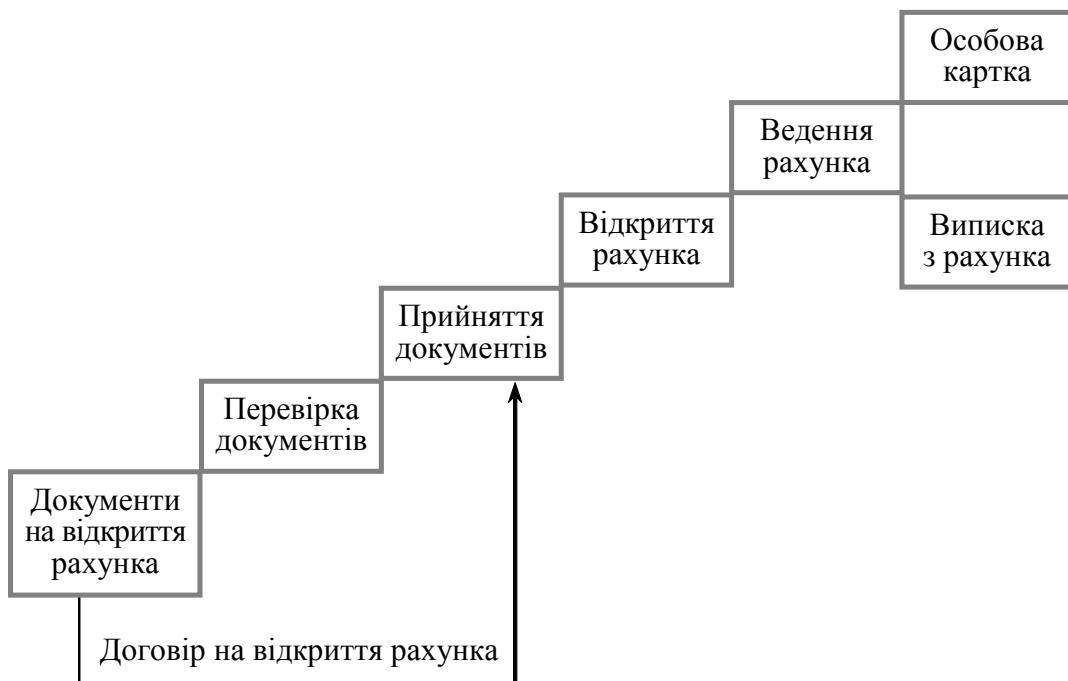 Особова
картка
Ведення
рахунка
Відкриття
рахунка
Виписка
з рахунка
Прийняття
документів
Перевірка
документів
Документи
на відкриття
рахунка
Договір на відкриття рахунка